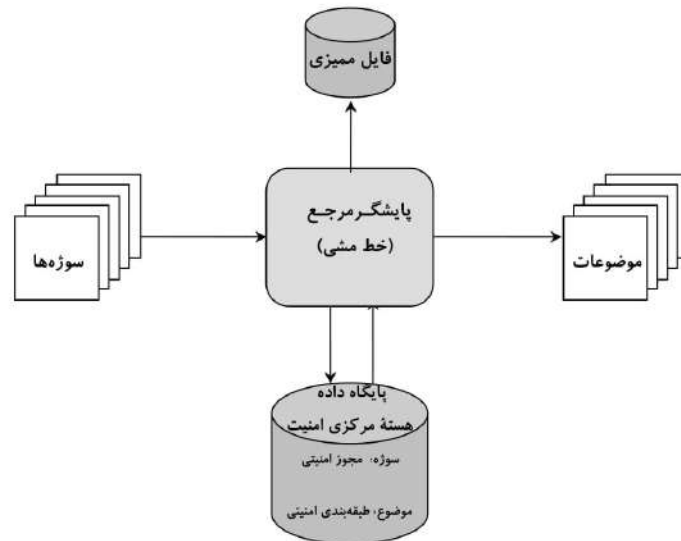 فایل ممیزی
پایشگر مرجع
(خط مشی)
سوژه‌ها
موضوعات
پایگاه داده
هستهٔ مرکزی امنیت
سوژه: مجوز امنیتی
موضوع: طبقه‌بندی امنیتی